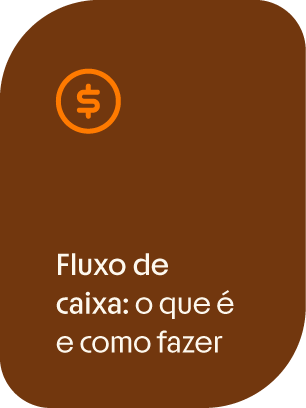 $
Fluxo de
caixa: o que é
e como fazer